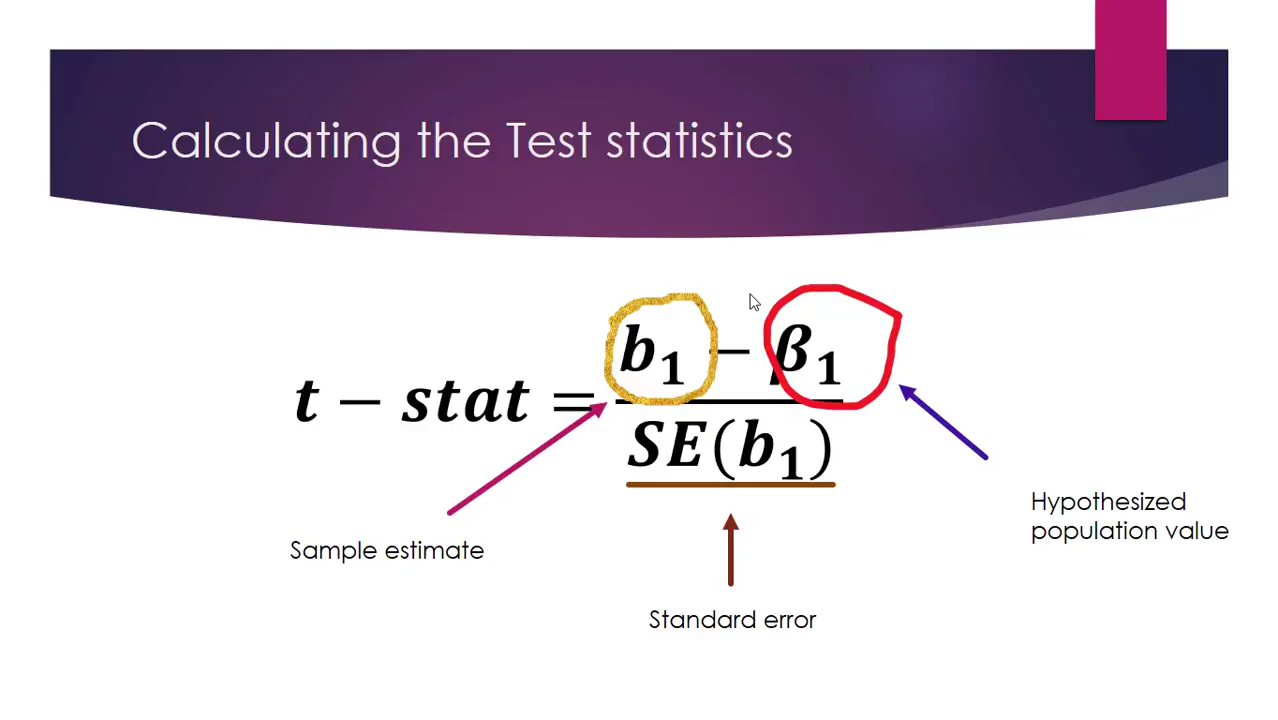 Calculating the Test statistics
t − stat = b₁ − β₁ / SE(b₁)
Sample estimate
Hypothesized
population value
Standard error